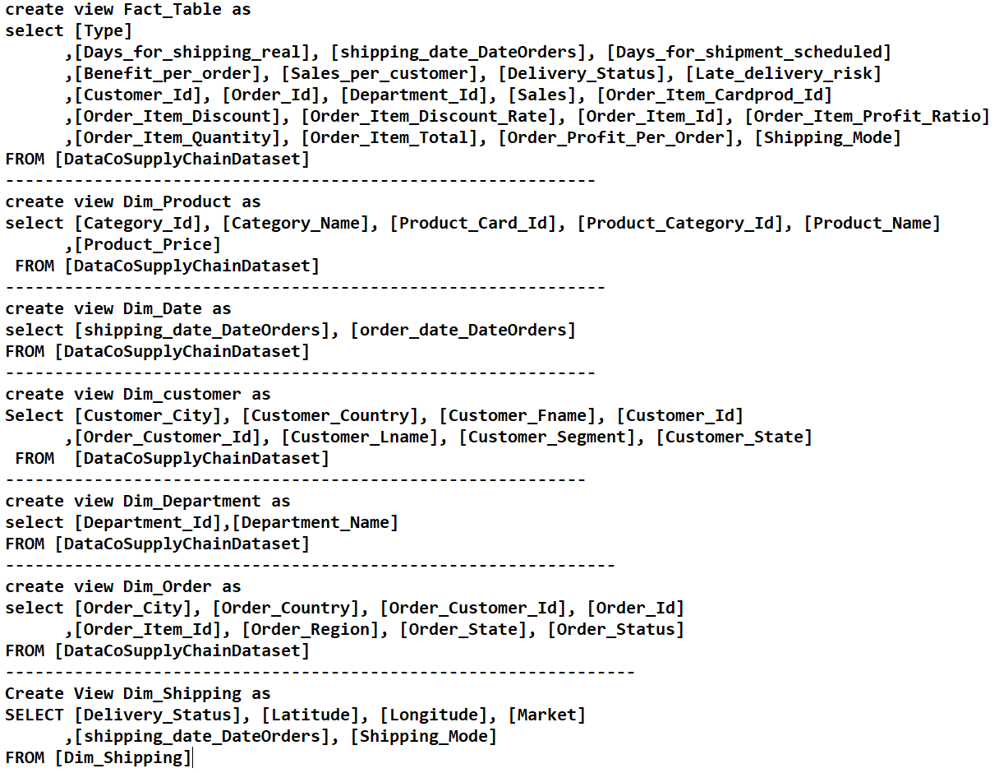 create view Fact_Table as
select [Type]
      ,[Days_for_shipping_real], [shipping_date_DateOrders], [Days_for_shipment_scheduled]
      ,[Benefit_per_order], [Sales_per_customer], [Delivery_Status], [Late_delivery_risk]
      ,[Customer_Id], [Order_Id], [Department_Id], [Sales], [Order_Item_Cardprod_Id]
      ,[Order_Item_Discount], [Order_Item_Discount_Rate], [Order_Item_Id], [Order_Item_Profit_Ratio]
      ,[Order_Item_Quantity], [Order_Item_Total], [Order_Profit_Per_Order], [Shipping_Mode]
FROM [DataCoSupplyChainDataset]
------------------------------------------------------------
create view Dim_Product as
select [Category_Id], [Category_Name], [Product_Card_Id], [Product_Category_Id], [Product_Name]
      ,[Product_Price]
 FROM [DataCoSupplyChainDataset]
-------------------------------------------------------------
create view Dim_Date as
select [shipping_date_DateOrders], [order_date_DateOrders]
FROM [DataCoSupplyChainDataset]
------------------------------------------------------------
create view Dim_customer as
Select [Customer_City], [Customer_Country], [Customer_Fname], [Customer_Id]
      ,[Order_Customer_Id], [Customer_Lname], [Customer_Segment], [Customer_State]
 FROM  [DataCoSupplyChainDataset]
-----------------------------------------------------------
create view Dim_Department as
select [Department_Id],[Department_Name]
FROM [DataCoSupplyChainDataset]
--------------------------------------------------------------
create view Dim_Order as
select [Order_City], [Order_Country], [Order_Customer_Id], [Order_Id]
      ,[Order_Item_Id], [Order_Region], [Order_State], [Order_Status]
FROM [DataCoSupplyChainDataset]
----------------------------------------------------------------
Create View Dim_Shipping as
SELECT [Delivery_Status], [Latitude], [Longitude], [Market]
      ,[shipping_date_DateOrders], [Shipping_Mode]
FROM [Dim_Shipping]